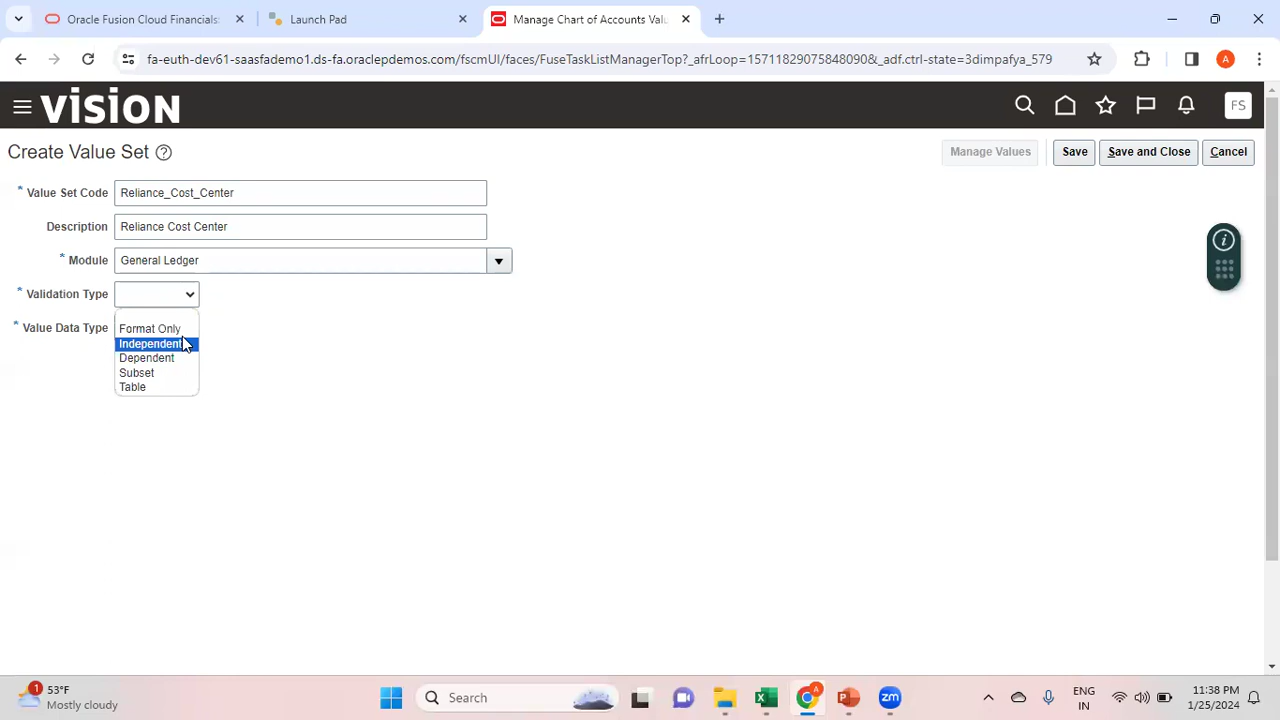 Oracle Fusion Cloud Financials:
Launch Pad
Manage Chart of Accounts Valu
fa-euth-dev61-saasfademo1.ds-fa.oraclepdemos.com/fscmUI/faces/FuseTaskListManagerTop?_afrLoop=15711829075848090&_adf.ctrl-state=3dimpafya_579
A
VISION
FS
Create Value Set ?
Manage Values
Save
Save and Close
Cancel
* Value Set Code Reliance_Cost_Center
Description Reliance Cost Center
* Module General Ledger
* Validation Type
* Value Data Type
Format Only
Independent
Dependent
Subset
Table
1
53°F
Mostly cloudy
Search
A
zm
ENG
IN
11:38 PM
1/25/2024